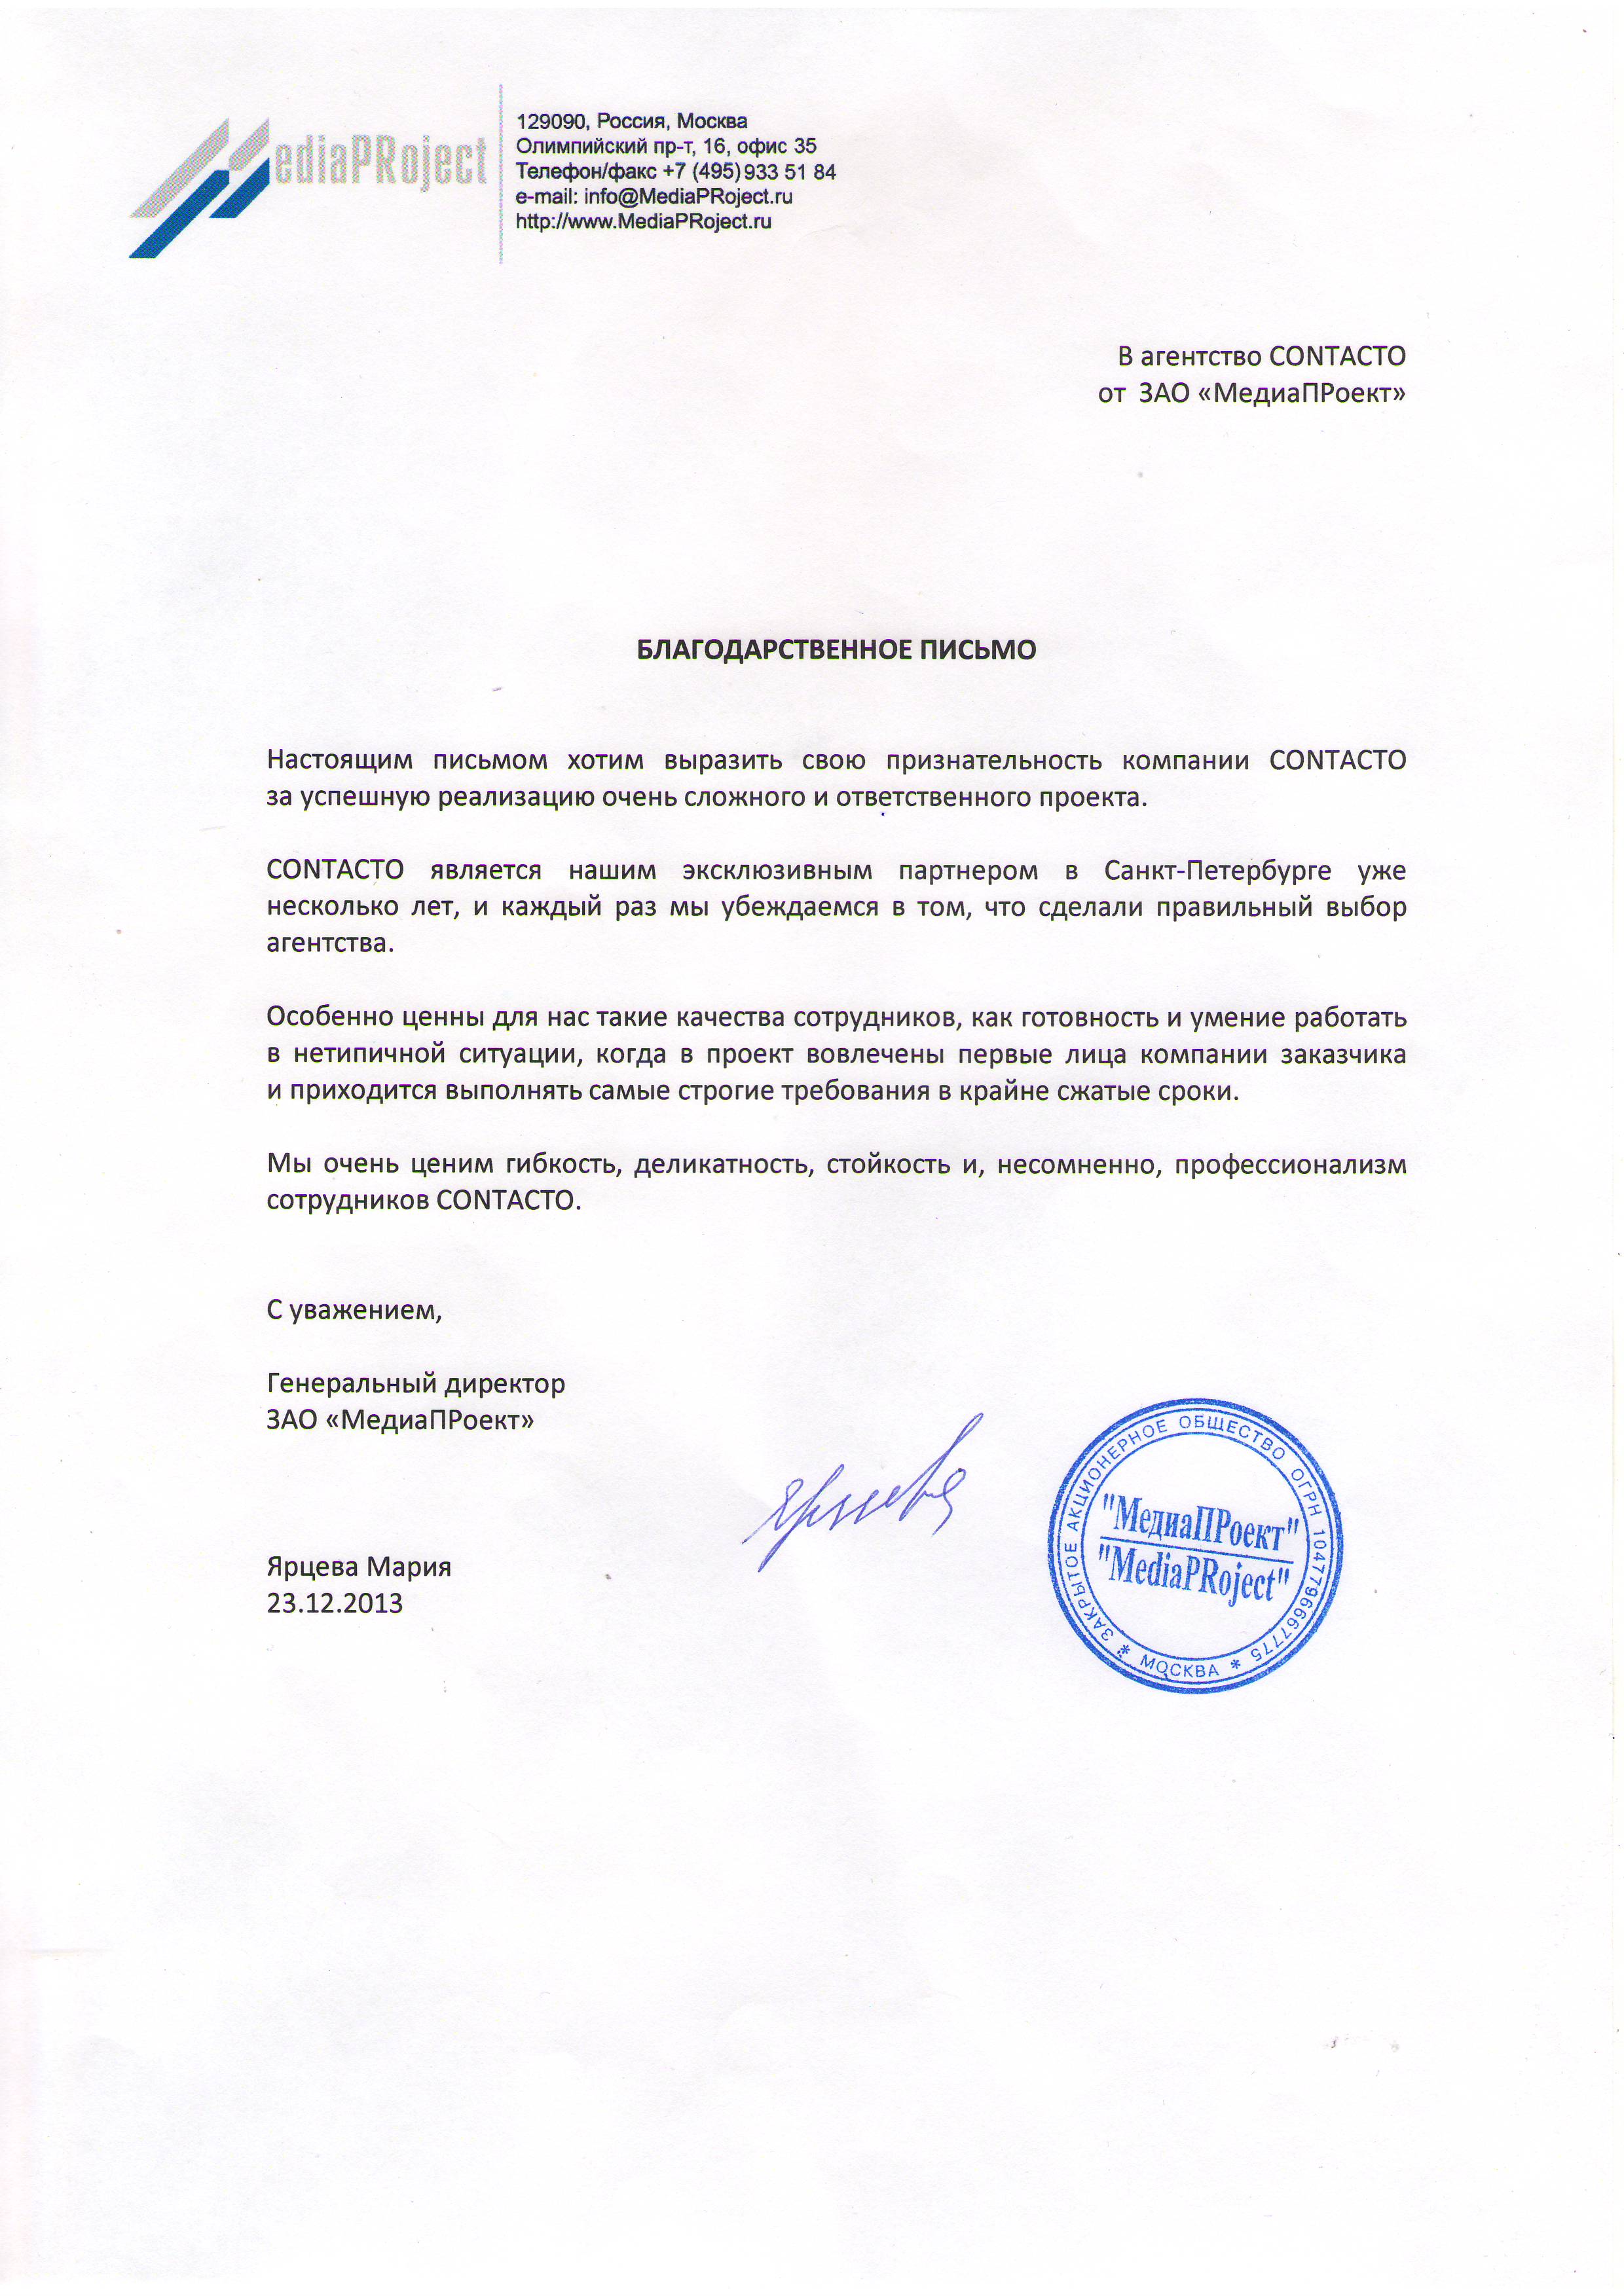 MediaPRoject
129090, Россия, Москва
Олимпийский пр-т, 16, офис 35
Телефон/факс +7 (495) 933 51 84
e-mail: info@MediaPRoject.ru
http://www.MediaPRoject.ru
В агентство CONTACTO
от ЗАО «МедиаПРоект»
БЛАГОДАРСТВЕННОЕ ПИСЬМО
Настоящим письмом хотим выразить свою признательность компании CONTACTO
за успешную реализацию очень сложного и ответственного проекта.
CONTACTO является нашим эксклюзивным партнером в Санкт-Петербурге уже
несколько лет, и каждый раз мы убеждаемся в том, что сделали правильный выбор
агентства.
Особенно ценны для нас такие качества сотрудников, как готовность и умение работать
в нетипичной ситуации, когда в проект вовлечены первые лица компании заказчика
и приходится выполнять самые строгие требования в крайне сжатые сроки.
Мы очень ценим гибкость, деликатность, стойкость и, несомненно, профессионализм
сотрудников CONTACTO.
С уважением,
Генеральный директор
ЗАО «МедиаПРоект»
Ярцева
Ярцева Мария
23.12.2013
ЗАКРЫТОЕ АКЦИОНЕРНОЕ ОБЩЕСТВО ОГРН 1047796667775
* МОСКВА *
"МедиаПРоект"
"MediaPRoject"